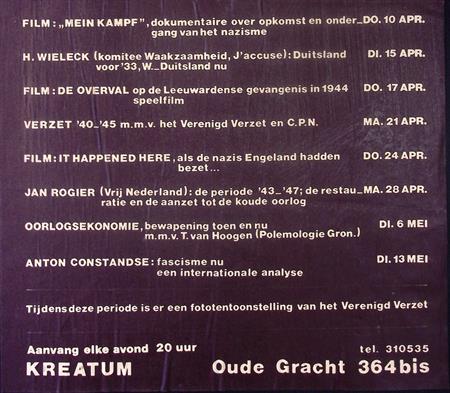 FILM: „MEIN KAMPF”, dokumentaire over opkomst en onder_ DO. 10 APR.
gang van het nazisme
H. WIELECK (komitee Waakzaamheid, J'accuse): Duitsland DI. 15 APR.
voor '33, W._Duitsland nu
FILM: DE OVERVAL op de Leeuwardense gevangenis in 1944 DO. 17 APR.
speelfilm
VERZET '40_'45 m.m.v. het Verenigd Verzet en C.P.N. MA. 21 APR.
FILM: IT HAPPENED HERE, als de nazis Engeland hadden DO. 24 APR.
bezet...
JAN ROGIER (Vrij Nederland): de periode '43_'47; de restau_ MA. 28 APR.
ratie en de aanzet tot de koude oorlog
OORLOGSEKONOMIE, bewapening toen en nu DI. 6 MEI
m.m.v. T. van Hoogen (Polemologie Gron.)
ANTON CONSTANDSE: fascisme nu DI. 13 MEI
een internationale analyse
Tijdens deze periode is er een fototentoonstelling van het Verenigd Verzet
Aanvang elke avond 20 uur tel. 310535
KREATUM Oude Gracht 364bis